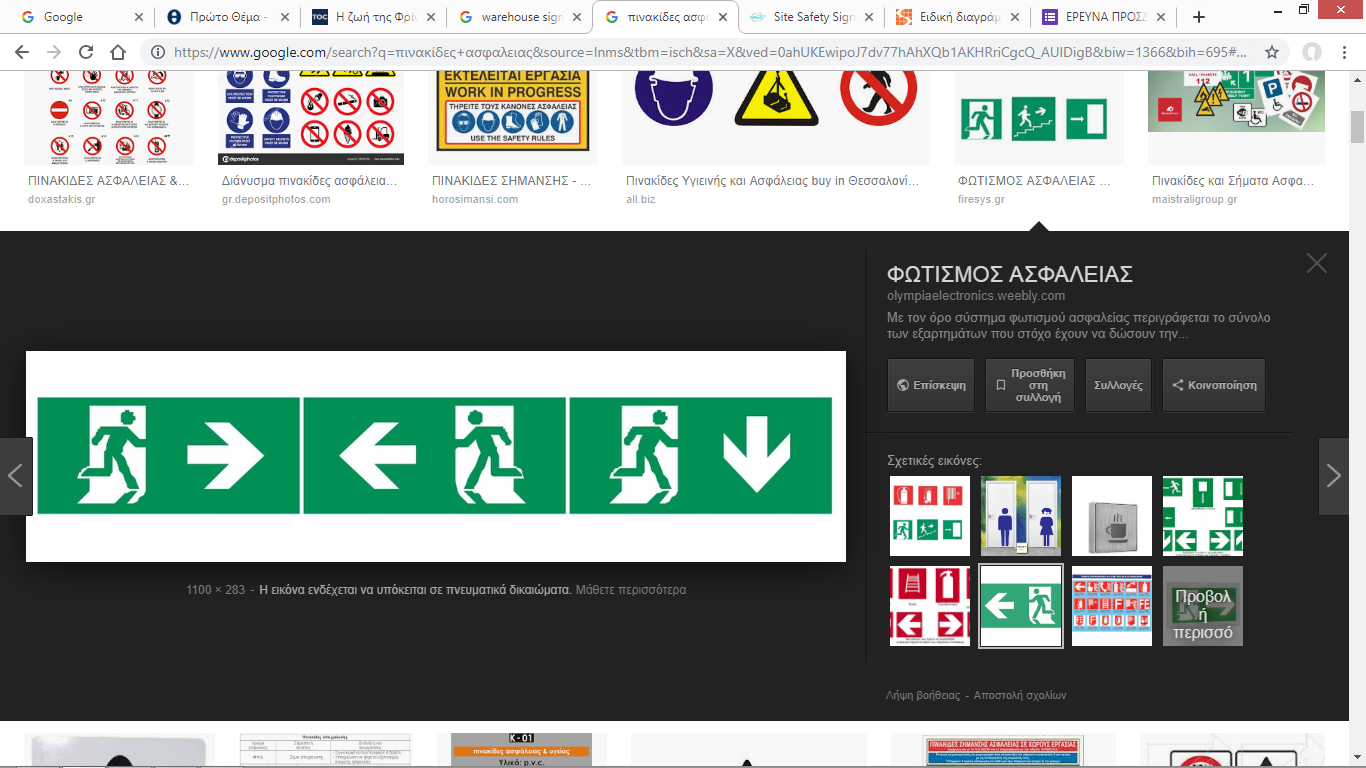 Google
Πρώτο Θέμα -
TOC Η ζωή της Φρί
warehouse sign
πινακίδες ασφα
Site Safety Sign
Ειδική διαγράμ
ΕΡΕΥΝΑ ΠΡΟΣΔ
https://www.google.com/search?q=πινακίδες+ασφαλειας&source=lnms&tbm=isch&sa=X&ved=0ahUKEwipoJ7dv77hAhXQb1AKHRriCgcQ_AUIDigB&biw=1366&bih=695#...
ΕΚΤΕΛΕΙΤΑΙ ΕΡΓΑΣΙΑ
WORK IN PROGRESS
ΤΗΡΕΙΤΕ ΤΟΥΣ ΚΑΝΟΝΕΣ ΑΣΦΑΛΕΙΑΣ
USE THE SAFETY RULES
depositphotos
ΠΙΝΑΚΙΔΕΣ ΑΣΦΑΛΕΙΑΣ &...
doxastakis.gr
Διάνυσμα πινακίδες ασφάλεια...
gr.depositphotos.com
ΠΙΝΑΚΙΔΕΣ ΣΗΜΑΝΣΗΣ - ...
horosimansi.com
Πινακίδες Υγιεινής και Ασφάλειας buy in Θεσσαλονί...
all.biz
ΦΩΤΙΣΜΟΣ ΑΣΦΑΛΕΙΑΣ ...
firesys.gr
Πινακίδες και Σήματα Ασφα...
maistraligroup.gr
ΦΩΤΙΣΜΟΣ ΑΣΦΑΛΕΙΑΣ
olympiaelectronics.weebly.com
Με τον όρο σύστημα φωτισμού ασφαλείας περιγράφεται το σύνολο
των εξαρτημάτων που στόχο έχουν να δώσουν την...
Επίσκεψη
Προσθήκη
στη
συλλογή
Συλλογές
Κοινοποίηση
Σχετικές εικόνες:
Προβολ
ή
περισσό
1100 × 283 - Η εικόνα ενδέχεται να υπόκειται σε πνευματικά δικαιώματα. Μάθετε περισσότερα
Λήψη βοήθειας - Αποστολή σχολίων
K-01
πινακίδες ασφάλειας & υγείας
Υλικό: p.v.c.
ΠΙΝΑΚΙΔΕΣ ΣΗΜΑΝΣΗΣ ΑΣΦΑΛΕΙΑΣ ΣΕ ΧΩΡΟΥΣ ΕΡΓΑΣΙΑΣ